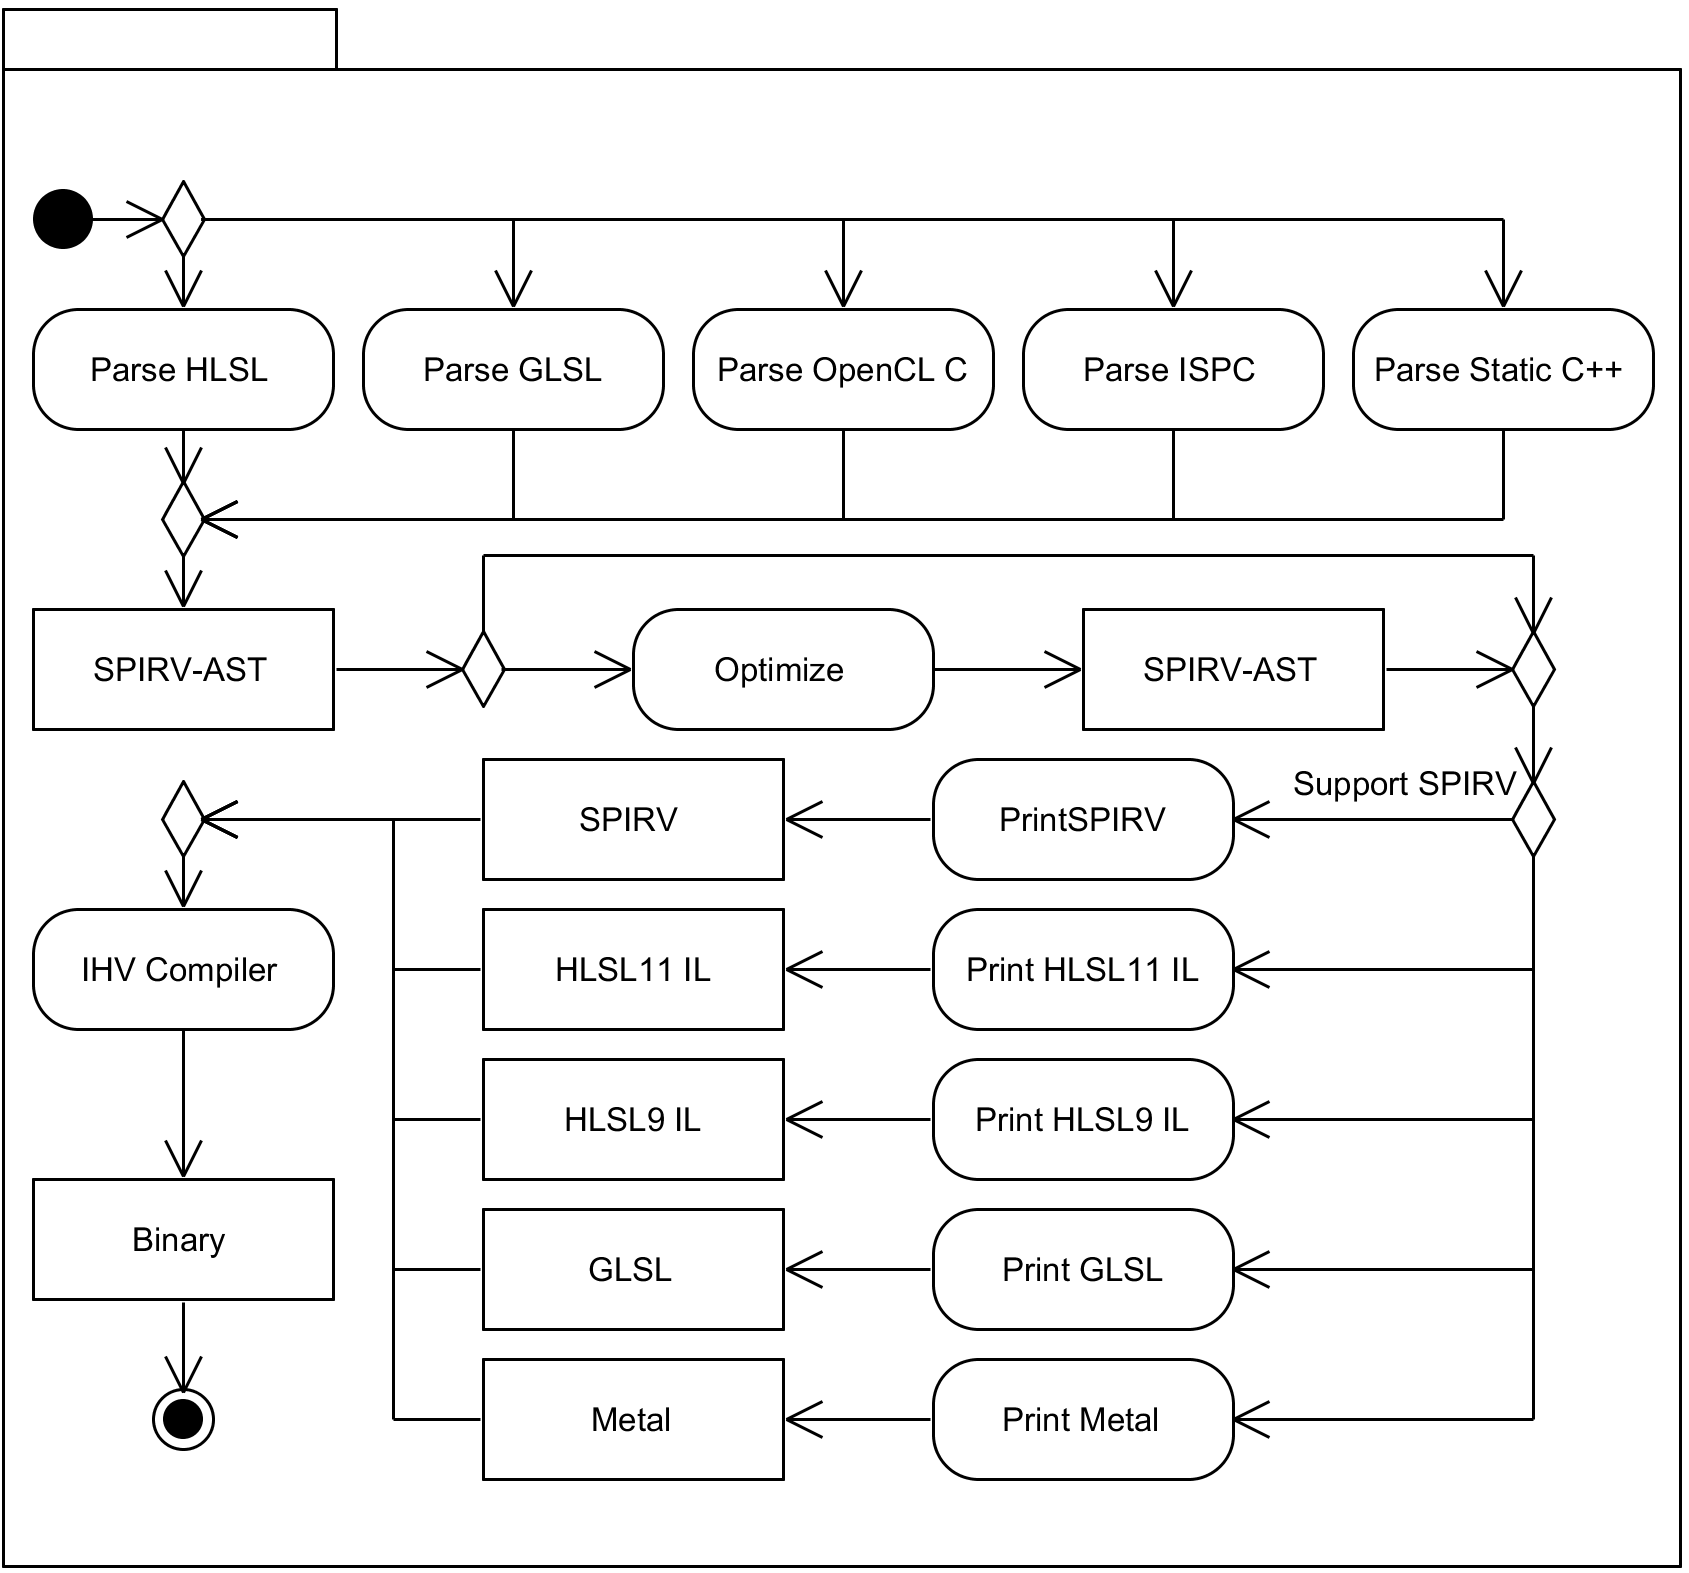 Parse HLSL
Parse GLSL
Parse OpenCL C
Parse ISPC
Parse Static C++
SPIRV-AST
Optimize
SPIRV-AST
Support SPIRV
SPIRV
PrintSPIRV
IHV Compiler
HLSL11 IL
Print HLSL11 IL
HLSL9 IL
Print HLSL9 IL
Binary
GLSL
Print GLSL
Metal
Print Metal